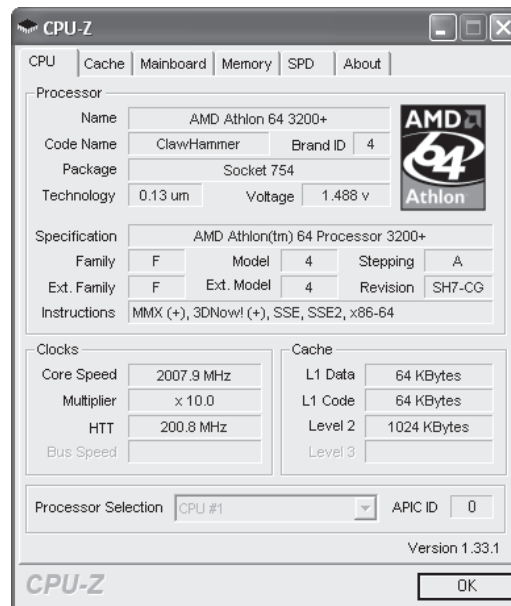 CPU-Z
CPU Cache Mainboard Memory SPD About
Processor
Name AMD Athlon 64 3200+
Code Name ClawHammer Brand ID 4
Package Socket 754
Technology 0.13 um Voltage 1.488 v
AMD
64
Athlon
Specification AMD Athlon(tm) 64 Processor 3200+
Family F Model 4 Stepping A
Ext. Family F Ext. Model 4 Revision SH7-CG
Instructions MMX (+), 3DNow! (+), SSE, SSE2, x86-64
Clocks
Core Speed 2007.9 MHz
Multiplier x 10.0
HTT 200.8 MHz
Bus Speed
Cache
L1 Data 64 KBytes
L1 Code 64 KBytes
Level 2 1024 KBytes
Level 3
Processor Selection CPU #1 APIC ID 0
Version 1.33.1
CPU-Z OK